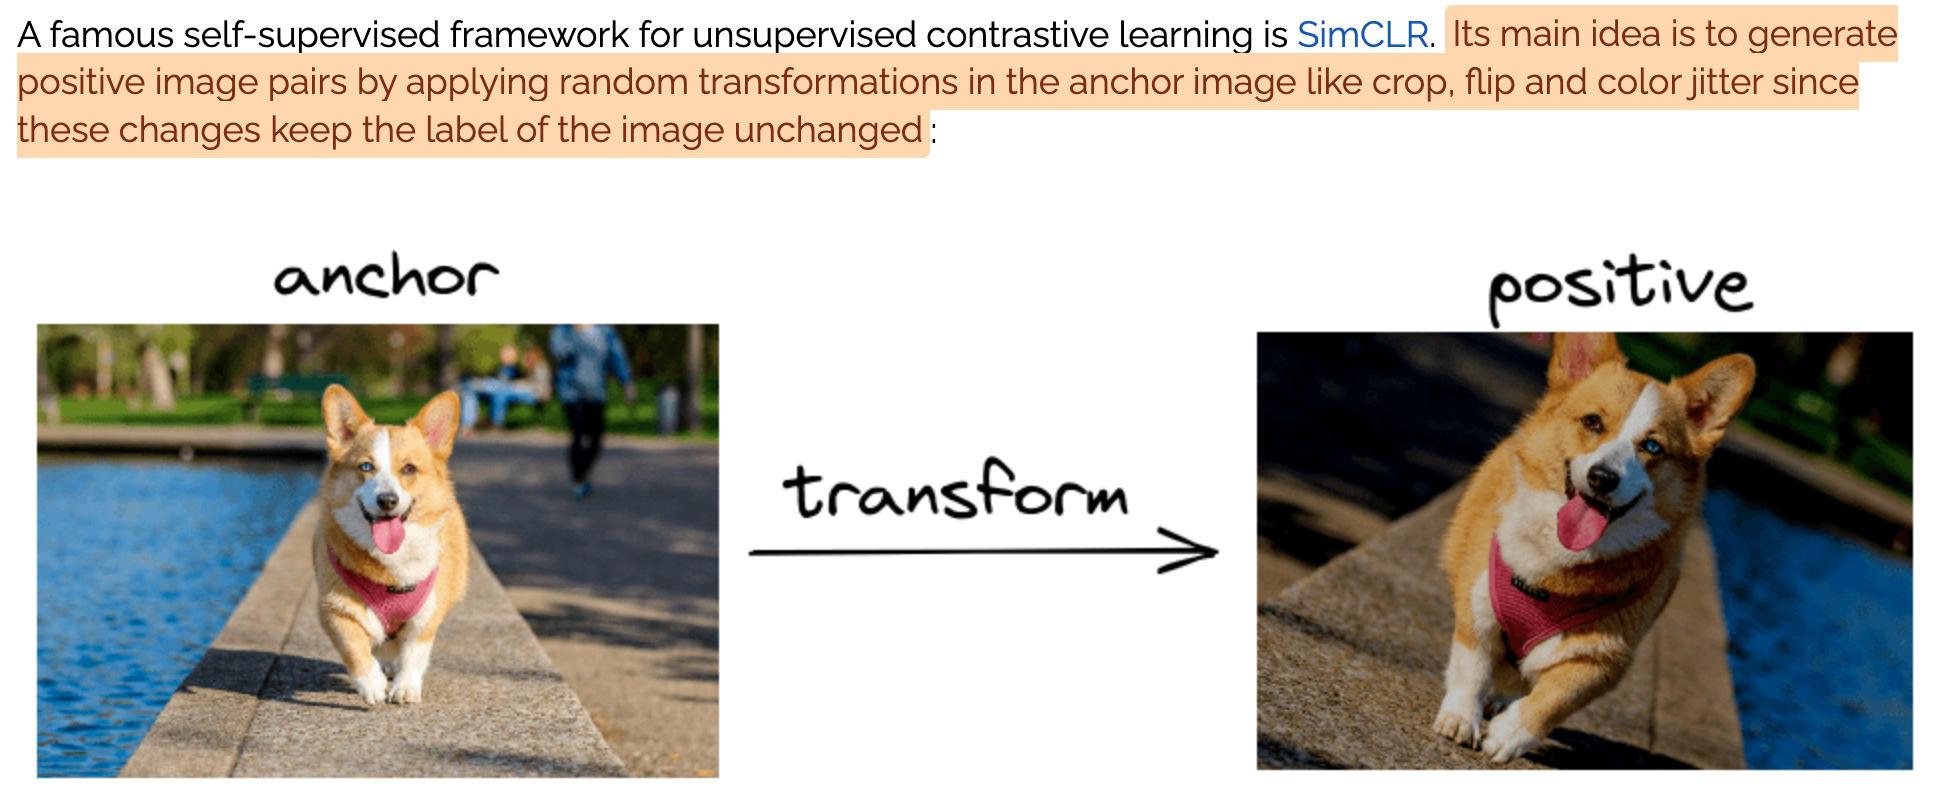 A famous self-supervised framework for unsupervised contrastive learning is SimCLR. Its main idea is to generate
positive image pairs by applying random transformations in the anchor image like crop, flip and color jitter since
these changes keep the label of the image unchanged :
anchor
positive
transform